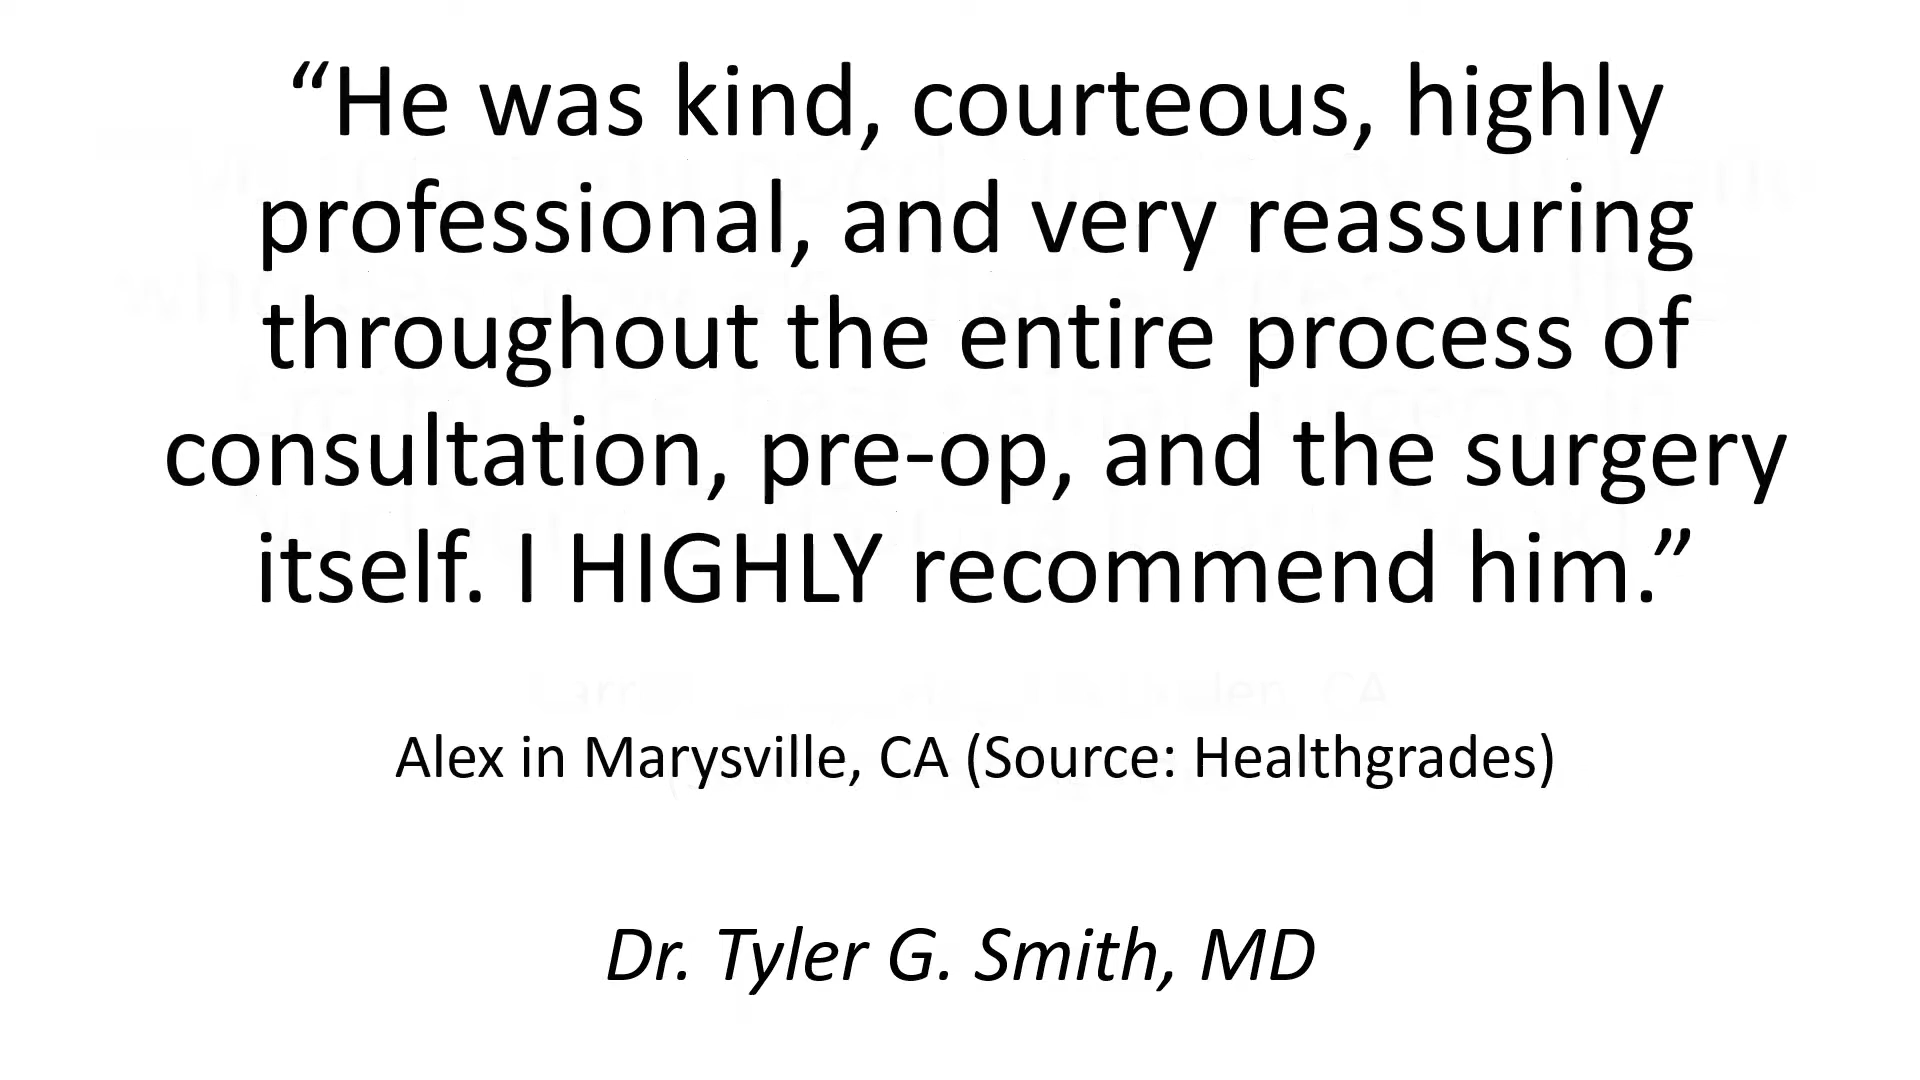 “He was kind, courteous, highly
professional, and very reassuring
throughout the entire process of
consultation, pre-op, and the surgery
itself. I HIGHLY recommend him.”
Alex in Marysville, CA (Source: Healthgrades)
Dr. Tyler G. Smith, MD